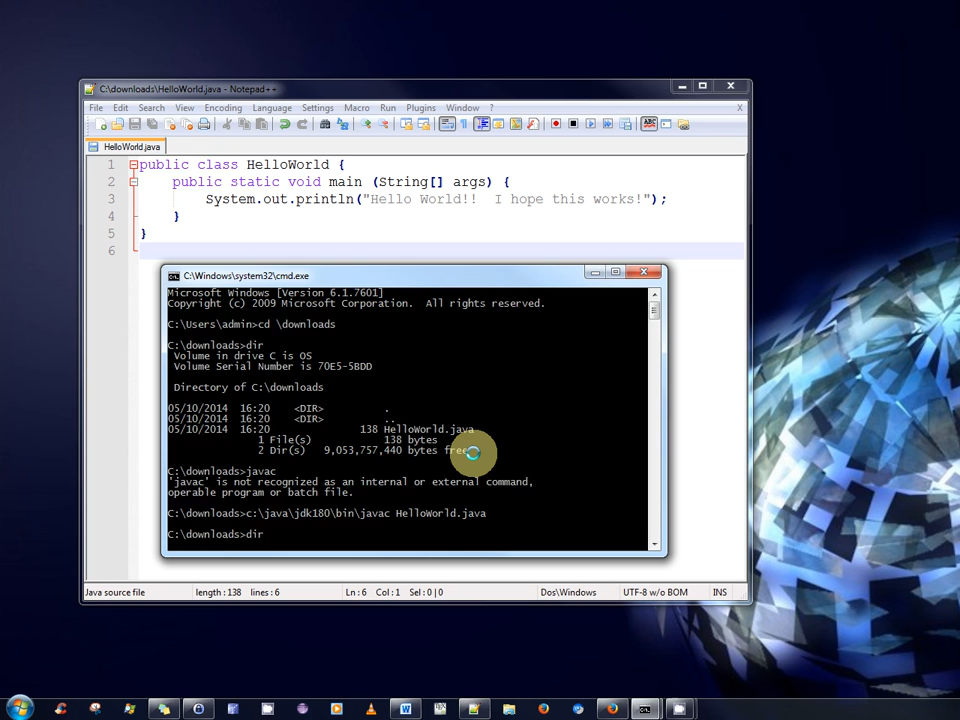 C:\downloads\HelloWorld.java - Notepad++
File Edit Search View Encoding Language Settings Macro Run Plugins Window ? X
HelloWorld.java
1 public class HelloWorld {
2 public static void main (String[] args) {
3 System.out.println("Hello World!!  I hope this works!");
4 }
5 }
6
C:\Windows\system32\cmd.exe
Microsoft Windows [Version 6.1.7601]
Copyright (c) 2009 Microsoft Corporation.  All rights reserved.
C:\Users\admin>cd \downloads
C:\downloads>dir
Volume in drive C is OS
Volume Serial Number is 70E5-5BDD
Directory of C:\downloads
05/10/2014  16:20    <DIR>          .
05/10/2014  16:20    <DIR>          ..
05/10/2014  16:20               138 HelloWorld.java
1 File(s)            138 bytes
2 Dir(s)   9,053,757,440 bytes free
C:\downloads>javac
'javac' is not recognized as an internal or external command,
operable program or batch file.
C:\downloads>c:\java\jdk180\bin\javac HelloWorld.java
C:\downloads>dir
Java source file length : 138 lines : 6 Ln : 6 Col : 1 Sel : 0 | 0 Dos\Windows UTF-8 w/o BOM INS